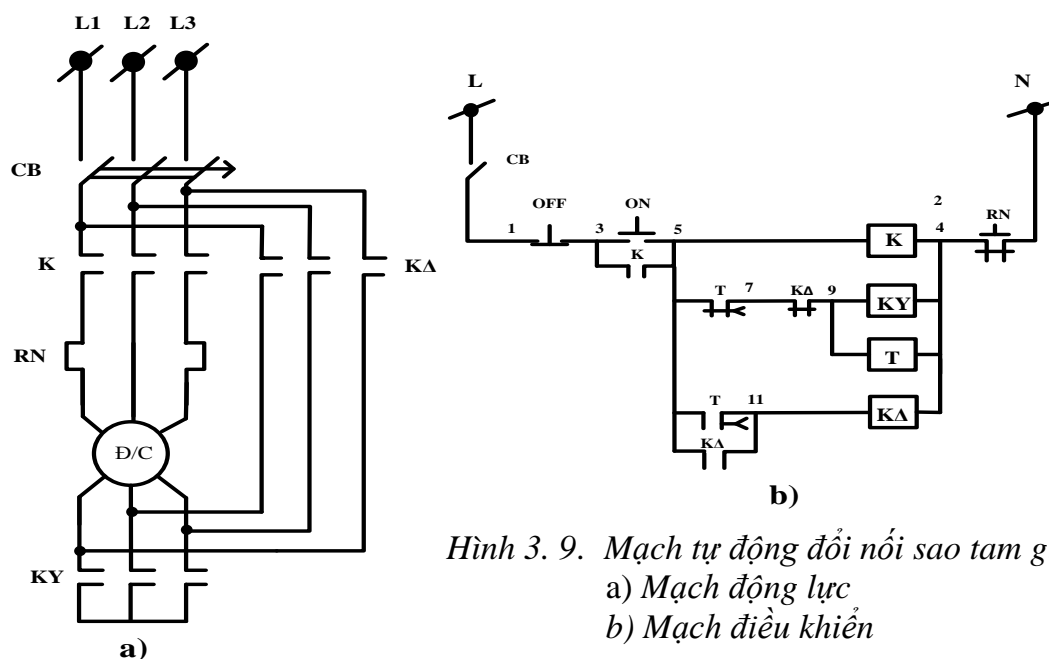 L1 L2 L3
CB
K
KΔ
RN
Đ/C
KY
a)
L
N
CB
OFF
ON
1
3
5
K
K
2
4
RN
T
7
KΔ
9
KY
T
T
11
KΔ
KΔ
b)
Hình 3. 9. Mạch tự động đổi nối sao tam g
a) Mạch động lực
b) Mạch điều khiển